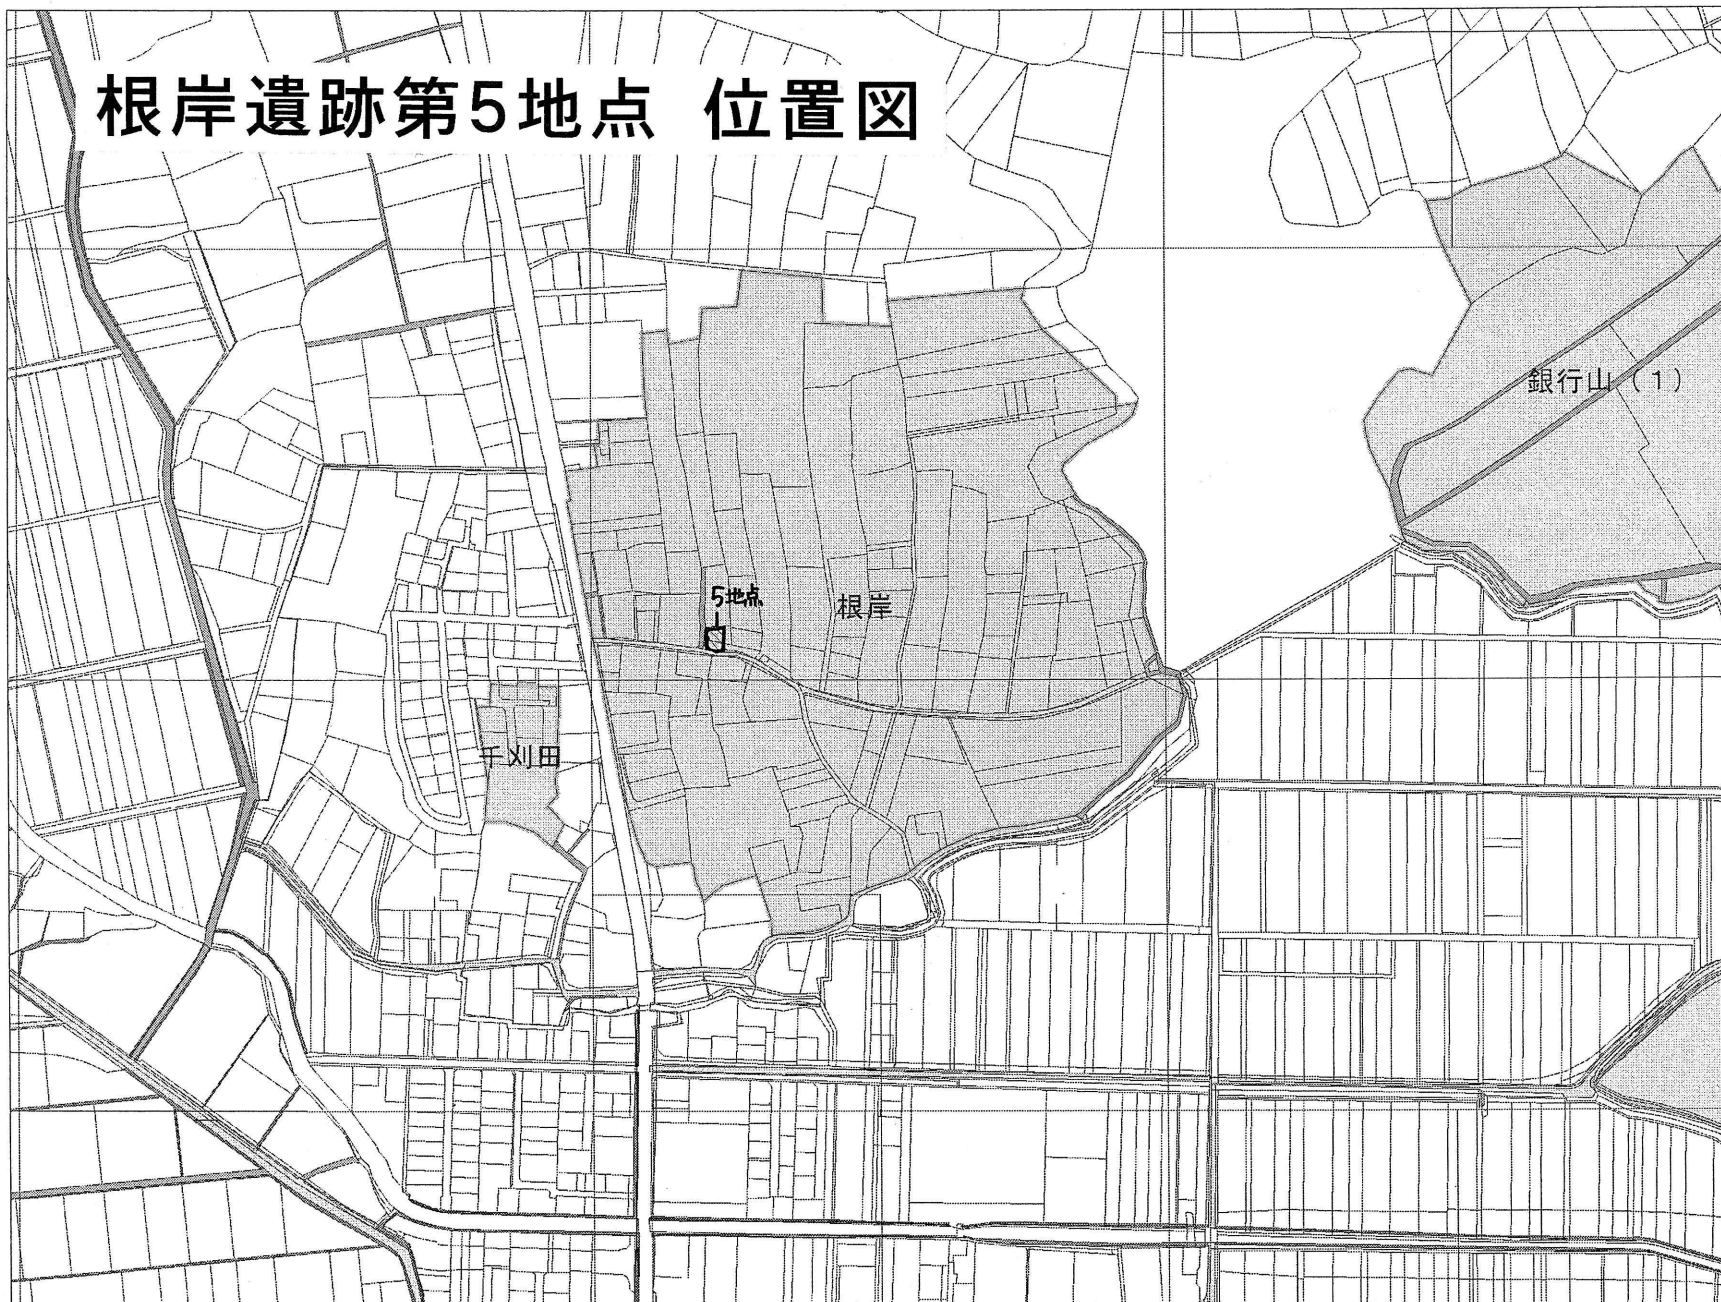 根岸遺跡第5地点 位置図
銀行山（1）
5地点
根岸
千刈田